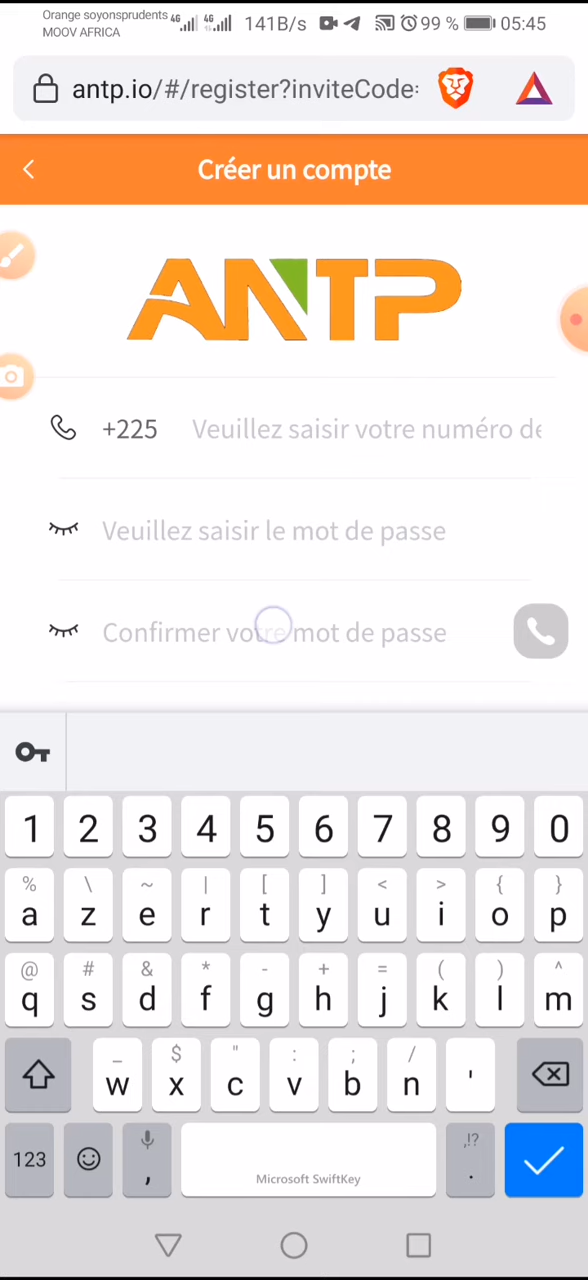 Orange soyonsprudents 4G 4G 141B/s 99 % 05:45
MOOV AFRICA
antp.io/#/register?inviteCode:
Créer un compte
ANTP
+225 Veuillez saisir votre numéro de
Veuillez saisir le mot de passe
Confirmer votre mot de passe
1 2 3 4 5 6 7 8 9 0
% \ ~ | [ ] < > { }
a z e r t y u i o p
@ # & * - + = ( ) ^
q s d f g h j k l m
_ $ " : ; /
w x c v b n '
123 , Microsoft SwiftKey ,!? .